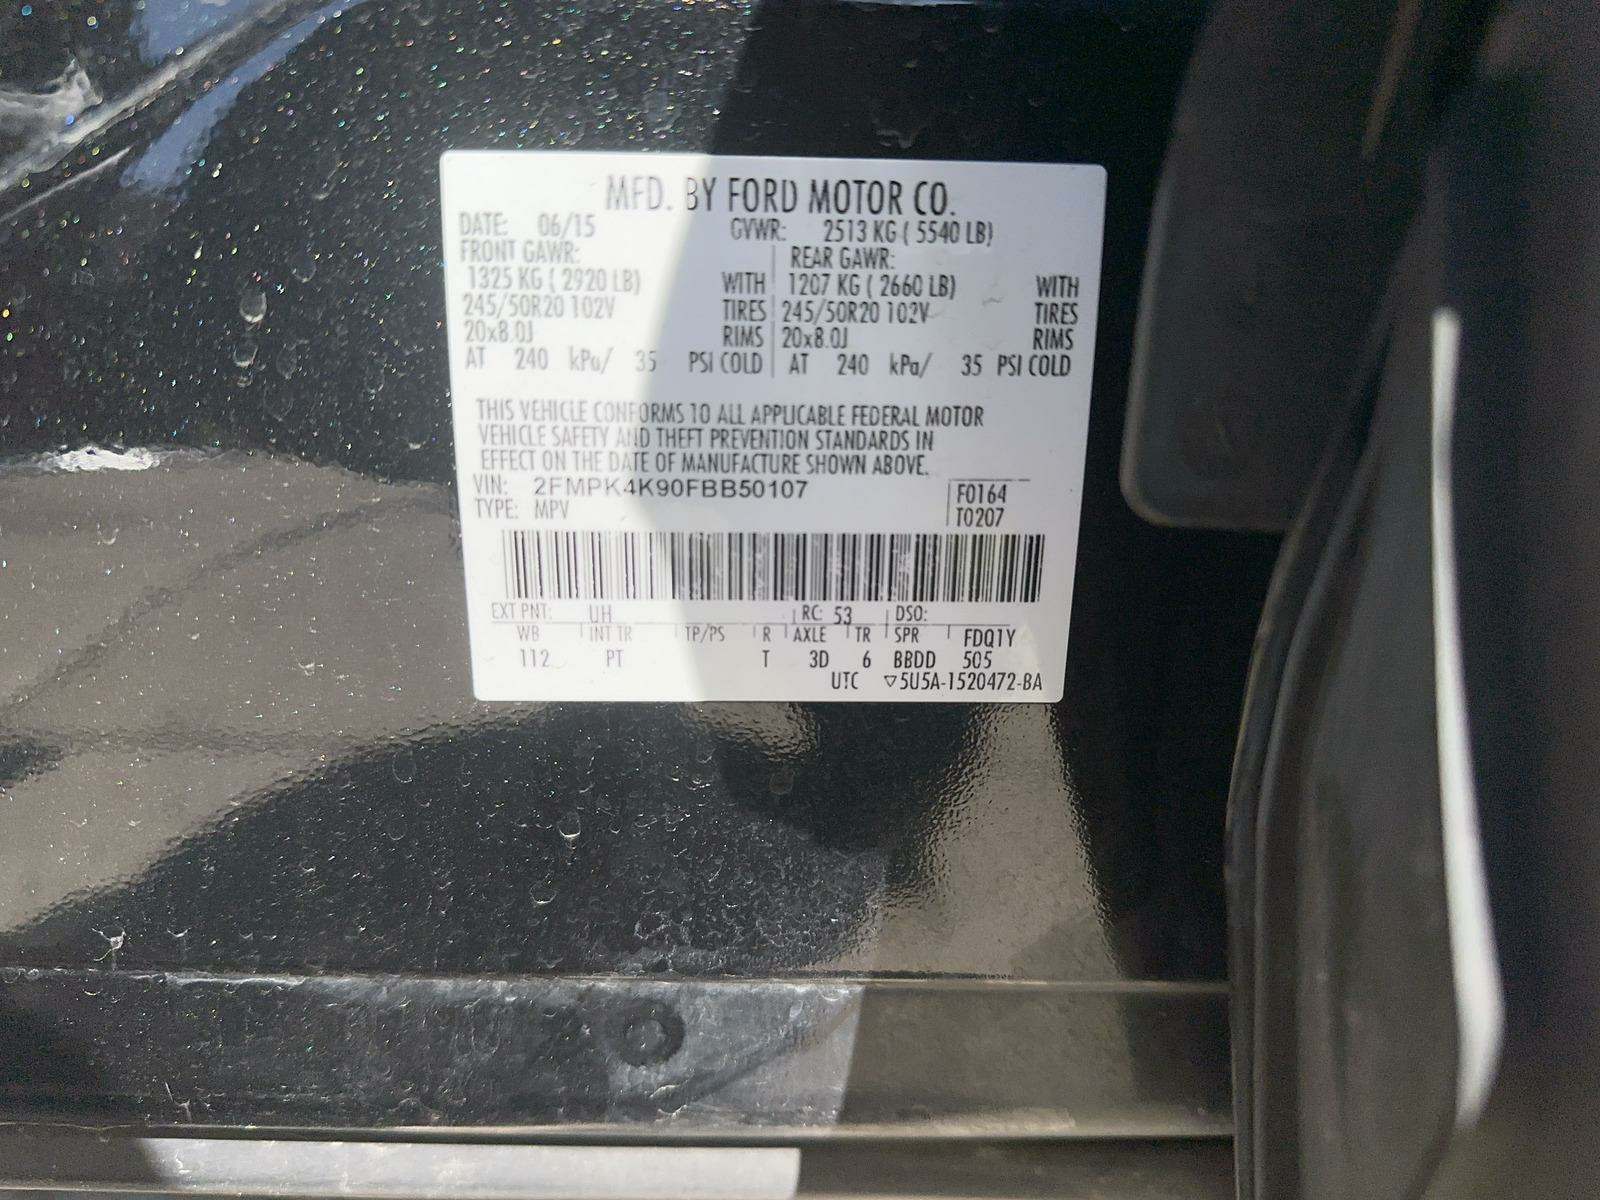 MFD. BY FORD MOTOR CO.
DATE: 06/15 GVWR: 2513 KG ( 5540 LB)
FRONT GAWR: REAR GAWR:
1325 KG ( 2920 LB) WITH 1207 KG ( 2660 LB) WITH
245/50R20 102V TIRES 245/50R20 102V TIRES
20x8.0J RIMS 20x8.0J RIMS
AT 240 kPa/ 35 PSI COLD AT 240 kPa/ 35 PSI COLD
THIS VEHICLE CONFORMS TO ALL APPLICABLE FEDERAL MOTOR
VEHICLE SAFETY AND THEFT PREVENTION STANDARDS IN
EFFECT ON THE DATE OF MANUFACTURE SHOWN ABOVE.
VIN: 2FMPK4K90FBB50107 F0164
TYPE: MPV T0207
EXT PNT: UH RC: 53 DSO:
WB INT TR TP/PS R AXLE TR SPR FDQ1Y
112 PT T 3D 6 BBDD 505
UTC ▽5U5A-1520472-BA